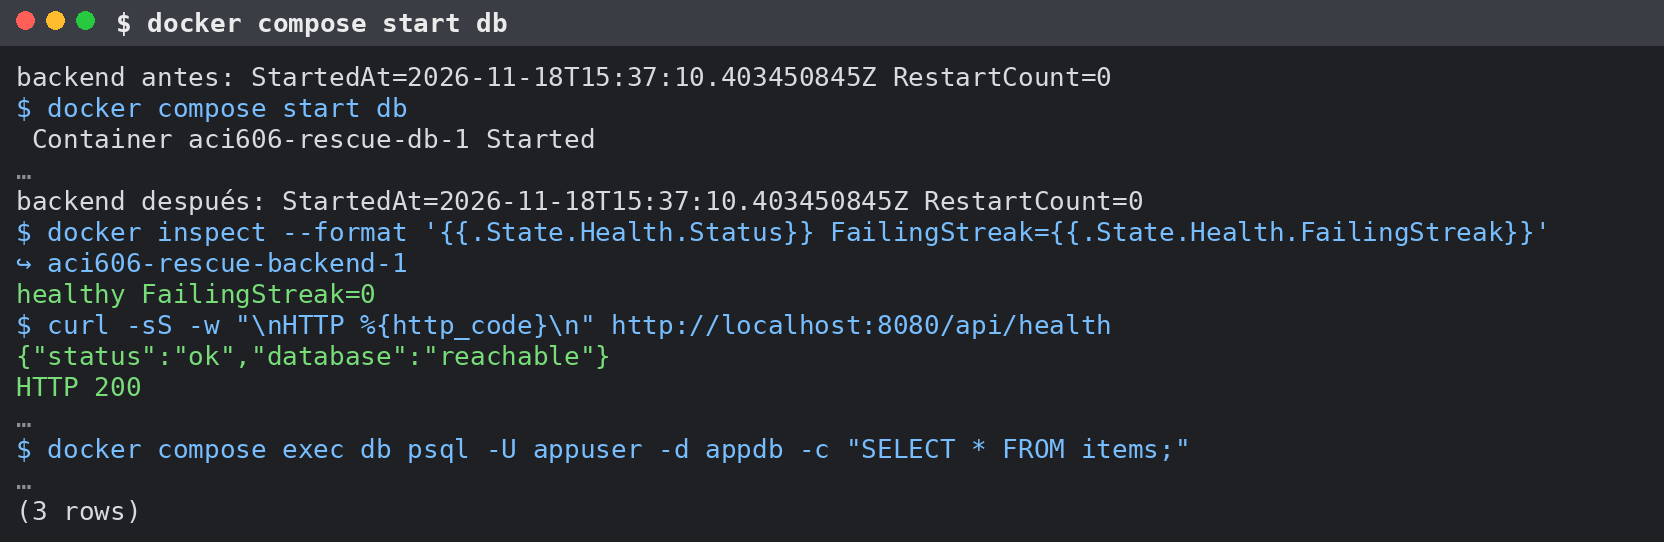 $ docker compose start db
backend antes: StartedAt=2026-11-18T15:37:10.403450845Z RestartCount=0
$ docker compose start db
 Container aci606-rescue-db-1 Started
…
backend después: StartedAt=2026-11-18T15:37:10.403450845Z RestartCount=0
$ docker inspect --format '{{.State.Health.Status}} FailingStreak={{.State.Health.FailingStreak}}'
↪ aci606-rescue-backend-1
healthy FailingStreak=0
$ curl -sS -w "\nHTTP %{http_code}\n" http://localhost:8080/api/health
{"status":"ok","database":"reachable"}
HTTP 200
…
$ docker compose exec db psql -U appuser -d appdb -c "SELECT * FROM items;"
…
(3 rows)